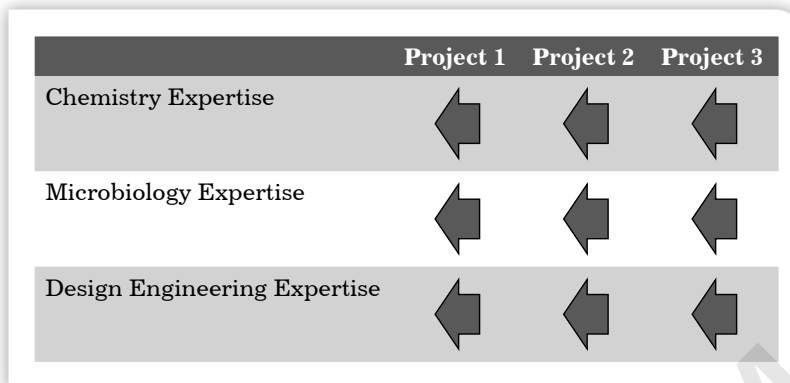 Project 1 Project 2 Project 3
Chemistry Expertise
Microbiology Expertise
Design Engineering Expertise